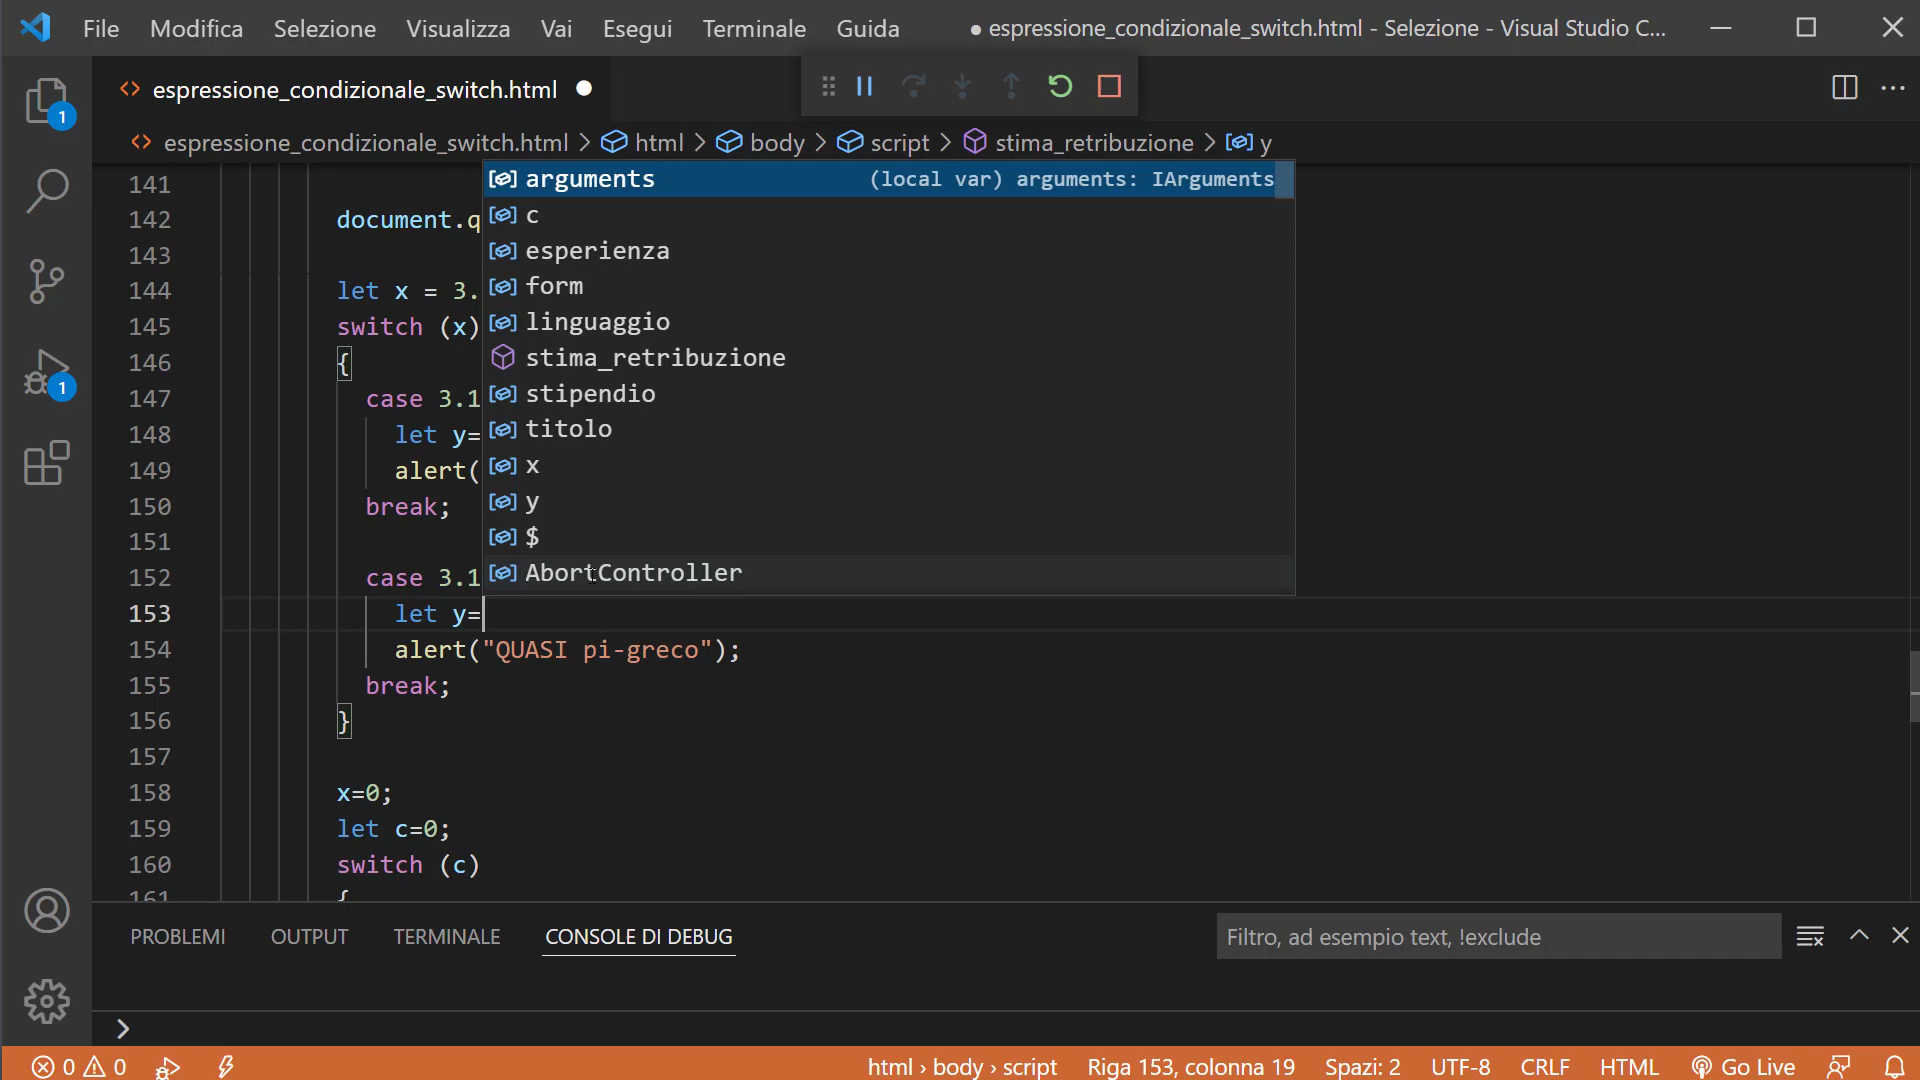 File Modifica Selezione Visualizza Vai Esegui Terminale Guida ● espressione_condizionale_switch.html - Selezione - Visual Studio C...
espressione_condizionale_switch.html
espressione_condizionale_switch.html > html > body > script > stima_retribuzione > y
141
142 document.q
143
144 let x = 3.
145 switch (x)
146 {
147 case 3.1
148 let y=
149 alert(
150 break;
151
152 case 3.1
153 let y=
154 alert("QUASI pi-greco");
155 break;
156 }
157
158 x=0;
159 let c=0;
160 switch (c)
161 {
arguments (local var) arguments: IArguments
c
esperienza
form
linguaggio
stima_retribuzione
stipendio
titolo
x
y
$
AbortController
1
1
PROBLEMI OUTPUT TERMINALE CONSOLE DI DEBUG Filtro, ad esempio text, !exclude
>
0 0 html › body › script Riga 153, colonna 19 Spazi: 2 UTF-8 CRLF HTML Go Live